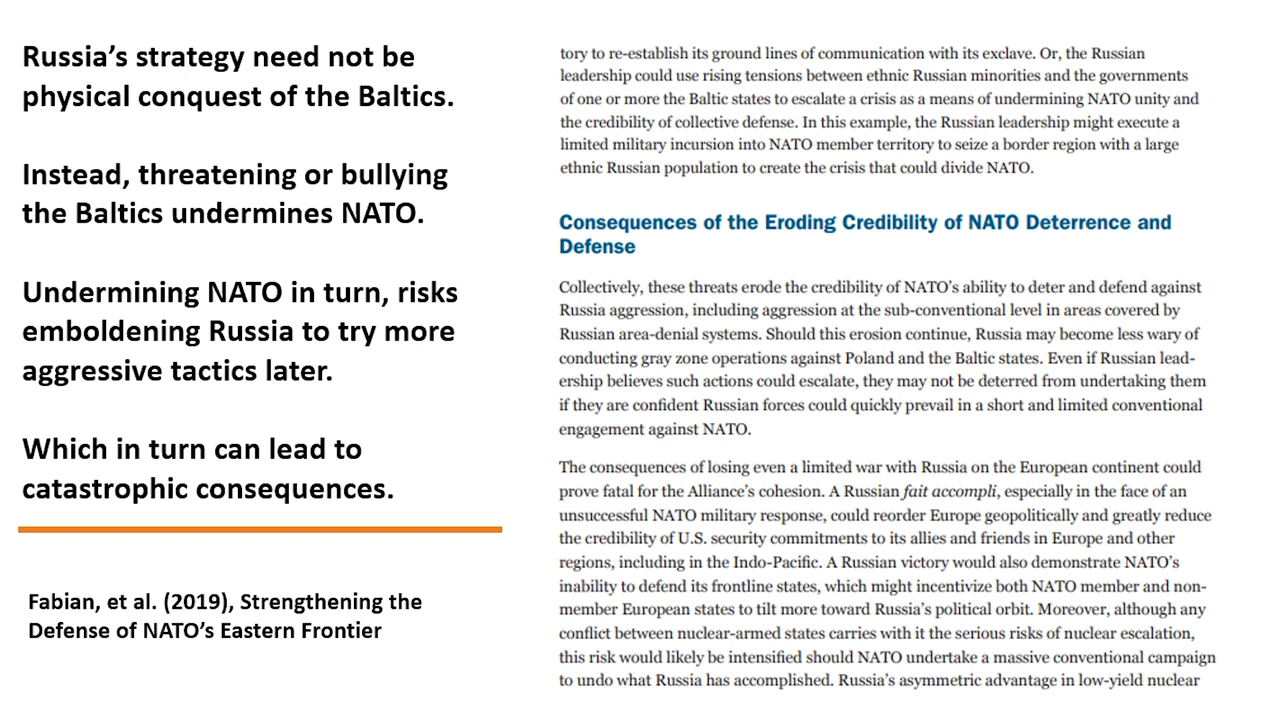 Russia’s strategy need not be
physical conquest of the Baltics.
Instead, threatening or bullying
the Baltics undermines NATO.
Undermining NATO in turn, risks
emboldening Russia to try more
aggressive tactics later.
Which in turn can lead to
catastrophic consequences.
Fabian, et al. (2019), Strengthening the
Defense of NATO’s Eastern Frontier
tory to re-establish its ground lines of communication with its exclave. Or, the Russian
leadership could use rising tensions between ethnic Russian minorities and the governments
of one or more the Baltic states to escalate a crisis as a means of undermining NATO unity and
the credibility of collective defense. In this example, the Russian leadership might execute a
limited military incursion into NATO member territory to seize a border region with a large
ethnic Russian population to create the crisis that could divide NATO.
Consequences of the Eroding Credibility of NATO Deterrence and
Defense
Collectively, these threats erode the credibility of NATO’s ability to deter and defend against
Russia aggression, including aggression at the sub-conventional level in areas covered by
Russian area-denial systems. Should this erosion continue, Russia may become less wary of
conducting gray zone operations against Poland and the Baltic states. Even if Russian lead-
ership believes such actions could escalate, they may not be deterred from undertaking them
if they are confident Russian forces could quickly prevail in a short and limited conventional
engagement against NATO.
The consequences of losing even a limited war with Russia on the European continent could
prove fatal for the Alliance’s cohesion. A Russian fait accompli, especially in the face of an
unsuccessful NATO military response, could reorder Europe geopolitically and greatly reduce
the credibility of U.S. security commitments to its allies and friends in Europe and other
regions, including in the Indo-Pacific. A Russian victory would also demonstrate NATO’s
inability to defend its frontline states, which might incentivize both NATO member and non-
member European states to tilt more toward Russia’s political orbit. Moreover, although any
conflict between nuclear-armed states carries with it the serious risks of nuclear escalation,
this risk would likely be intensified should NATO undertake a massive conventional campaign
to undo what Russia has accomplished. Russia’s asymmetric advantage in low-yield nuclear